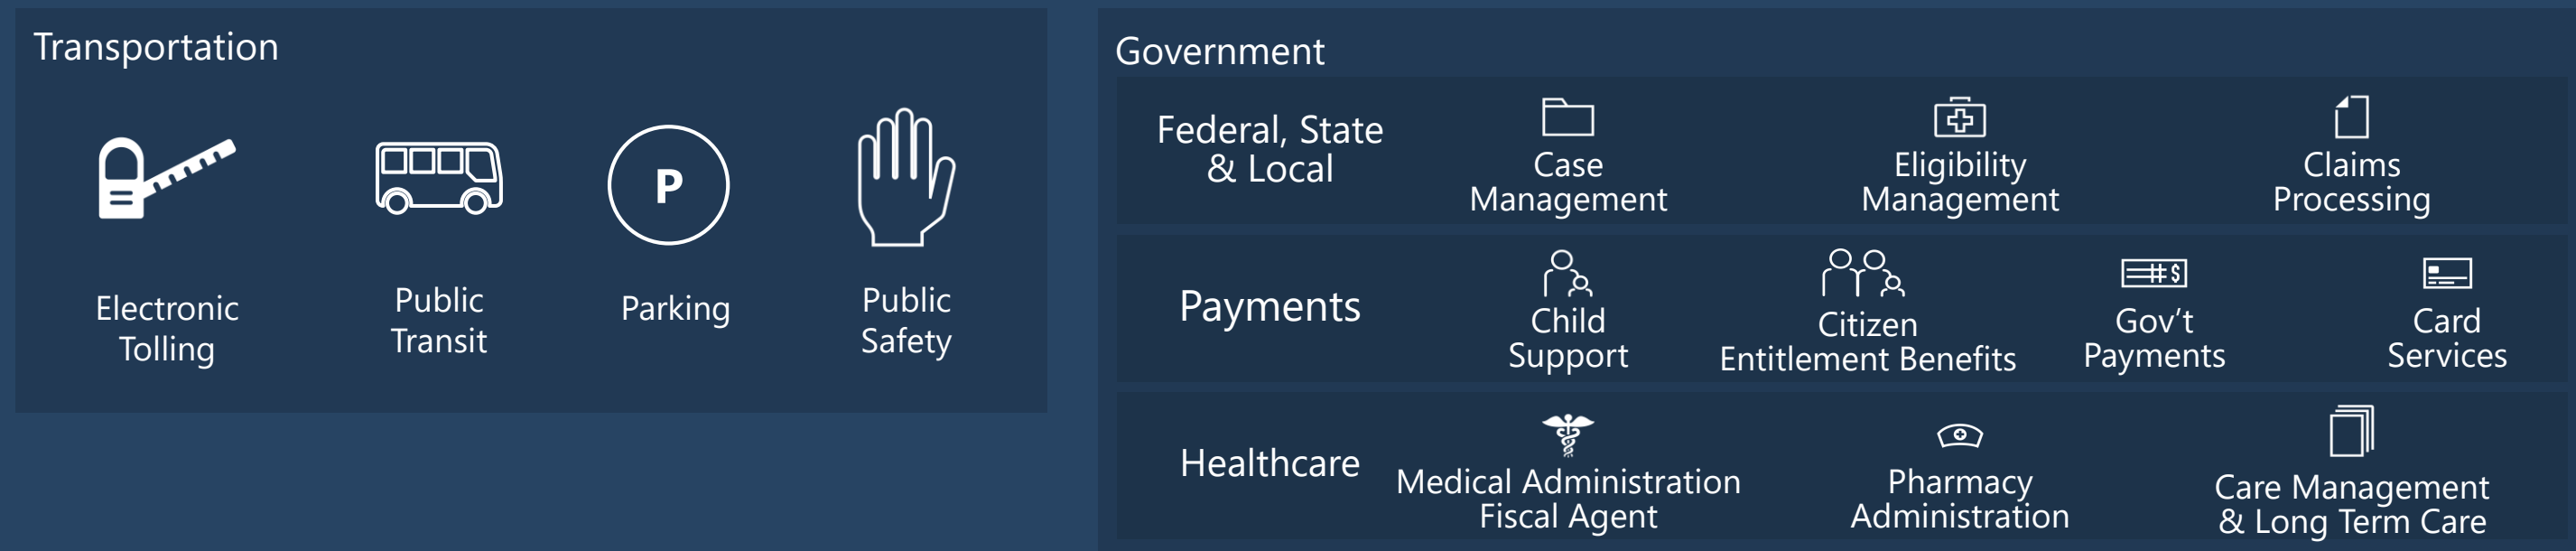 Transportation
P
Electronic
Tolling
Public
Transit
Parking
Public
Safety
Government
Federal, State
& Local
Case
Management
Eligibility
Management
Claims
Processing
Payments
Child
Support
Citizen
Entitlement Benefits
$
Gov't
Payments
Card
Services
Healthcare
Medical Administration
Fiscal Agent
Pharmacy
Administration
Care Management
& Long Term Care